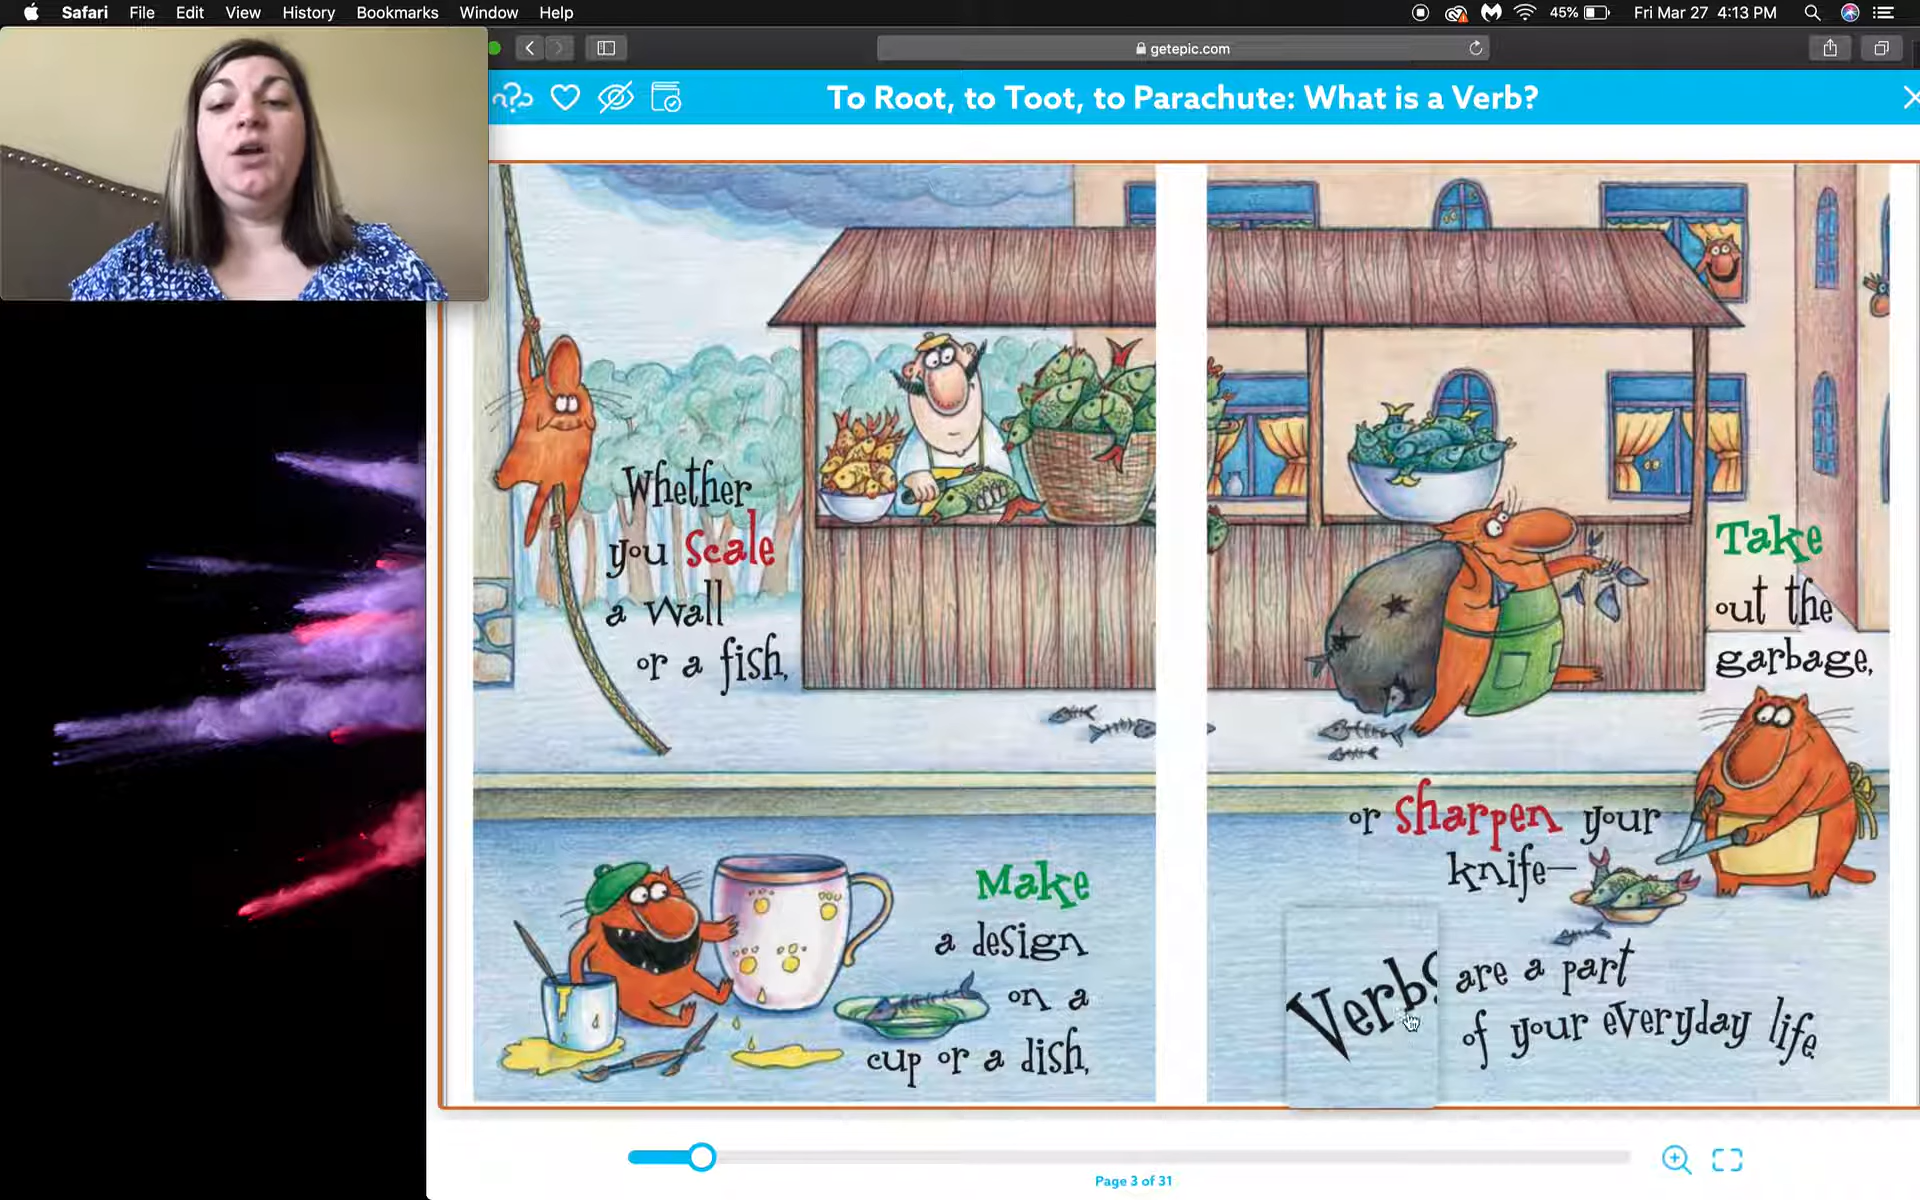 Safari File Edit View History Bookmarks Window Help 45% Fri Mar 27 4:13 PM
getepic.com
To Root, to Toot, to Parachute: What is a Verb?
Whether
you scale
a wall
or a fish,
Make
a design
on a
cup or a dish,
Take
out the
garbage,
or sharpen your
knife—
Verbs are a part
of your everyday life.
Page 3 of 31